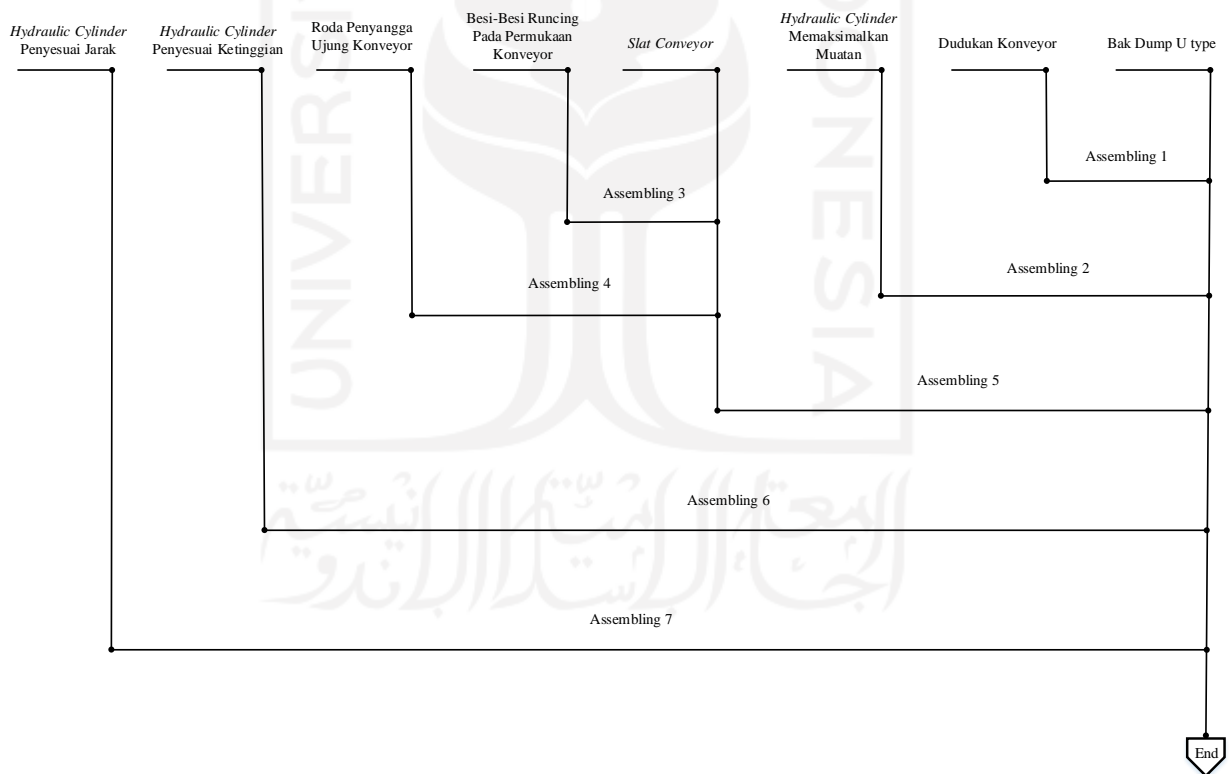 Hydraulic Cylinder
Penyesuai Jarak
Hydraulic Cylinder
Penyesuai Ketinggian
Roda Penyangga
Ujung Konveyor
Besi-Besi Runcing
Pada Permukaan
Konveyor
Slat Conveyor
Hydraulic Cylinder
Memaksimalkan
Muatan
Dudukan Konveyor
Bak Dump U type
Assembling 1
Assembling 3
Assembling 2
Assembling 4
Assembling 5
Assembling 6
Assembling 7
End
UNIVERSIT
ONESIA